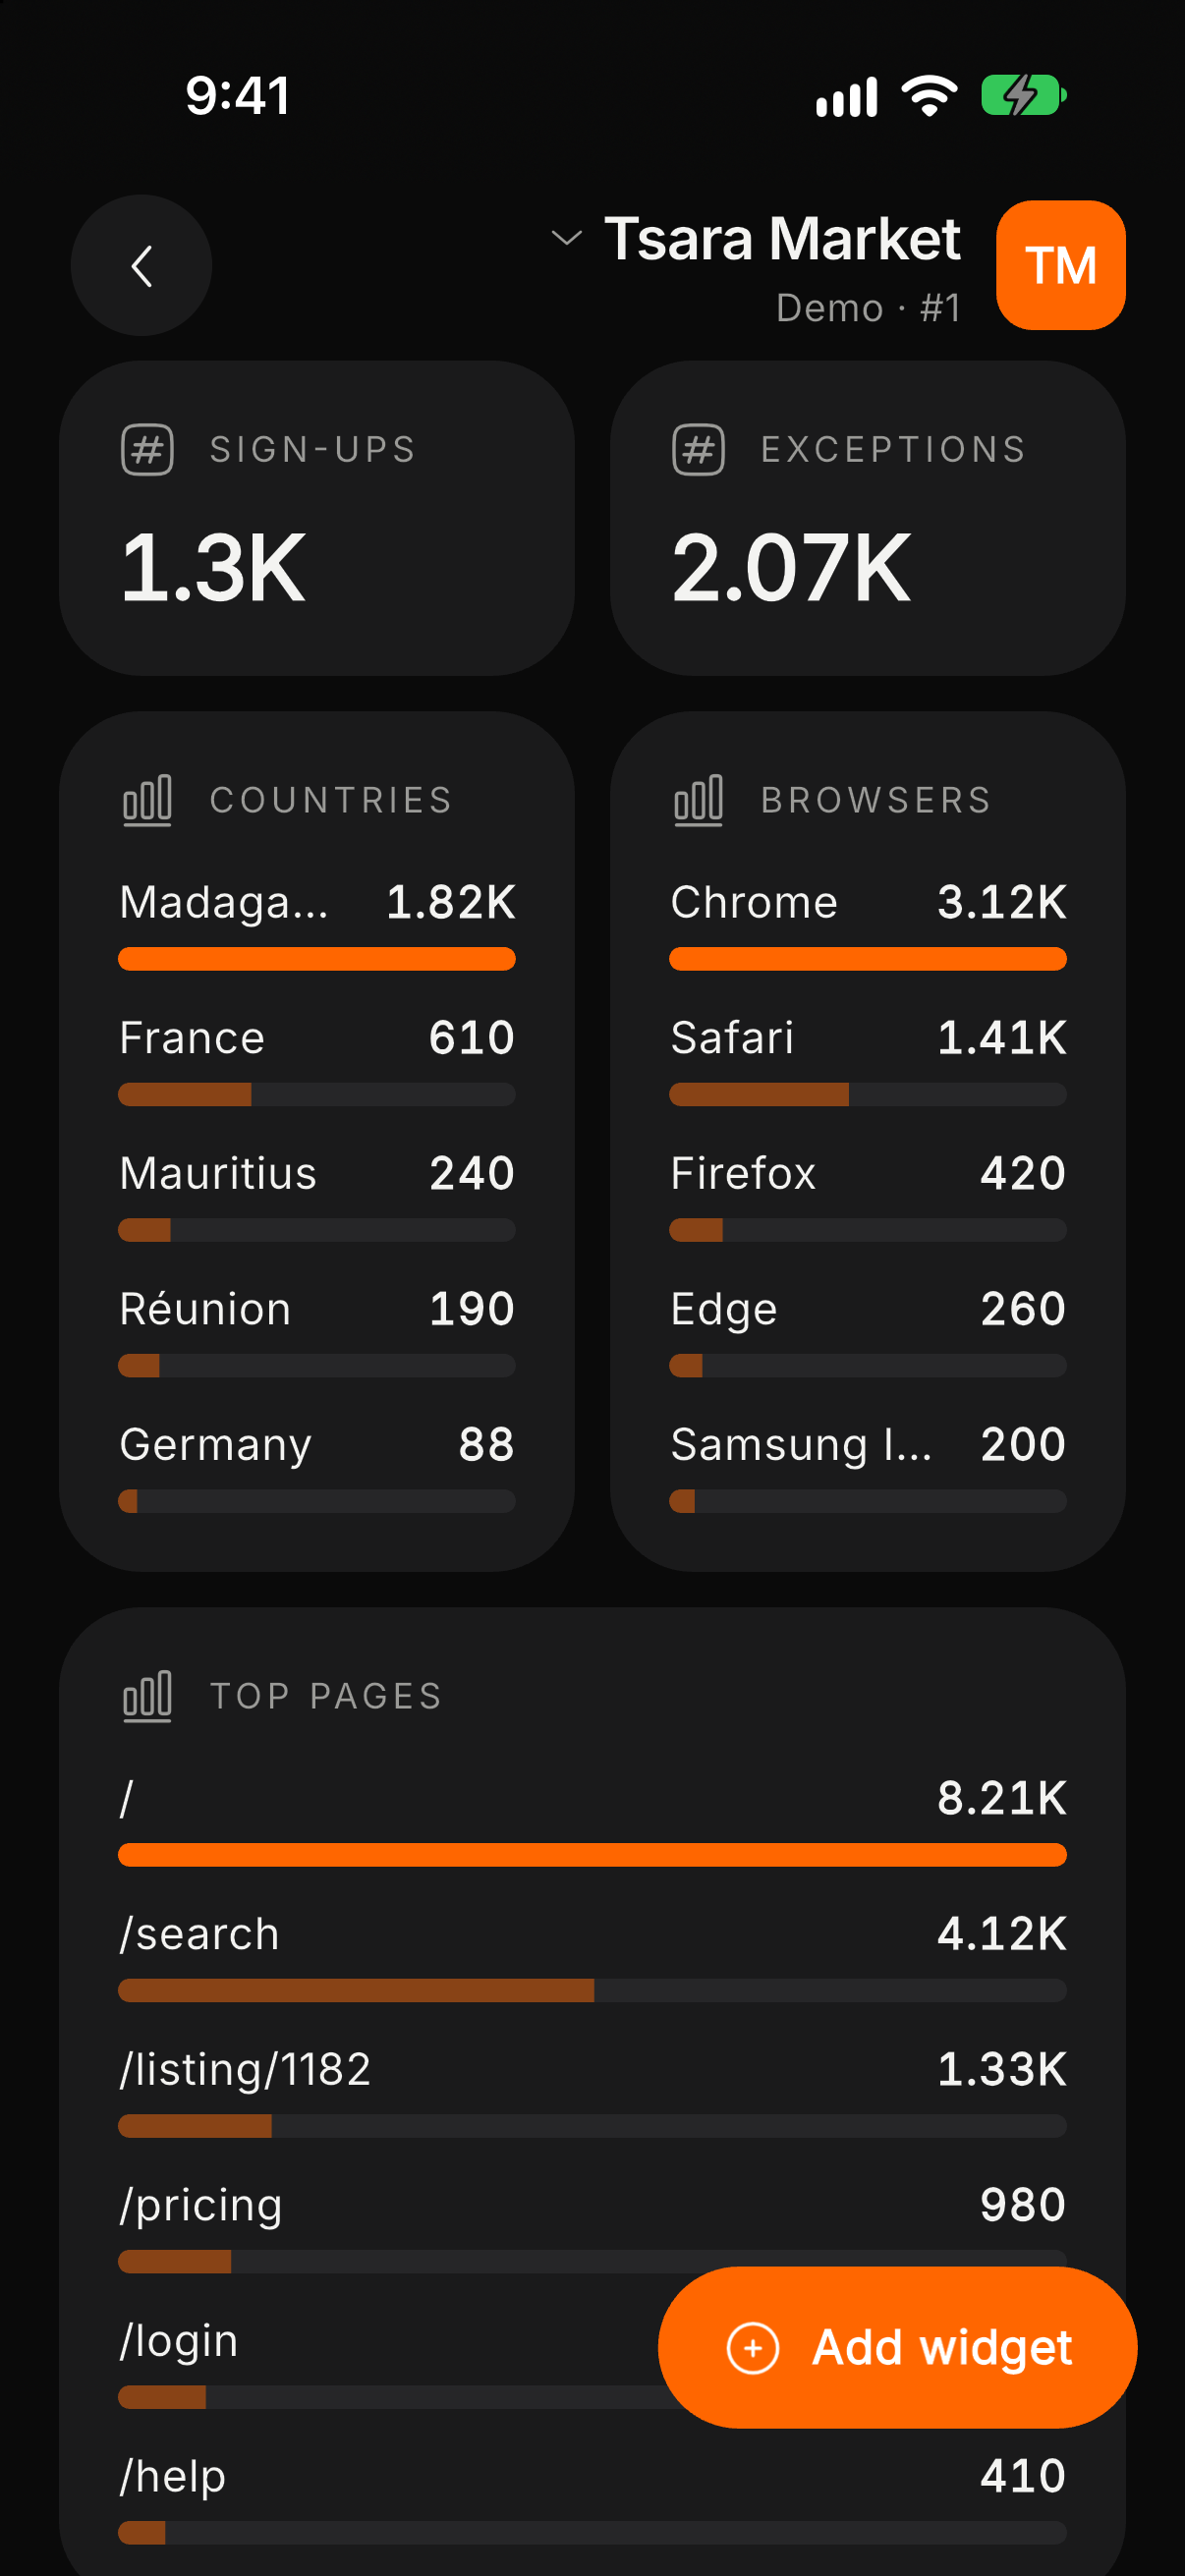 9:41
Tsara Market
Demo · #1
TM
SIGN-UPS
1.3K
EXCEPTIONS
2.07K
COUNTRIES
Madaga... 1.82K
France 610
Mauritius 240
Réunion 190
Germany 88
BROWSERS
Chrome 3.12K
Safari 1.41K
Firefox 420
Edge 260
Samsung I... 200
TOP PAGES
/ 8.21K
/search 4.12K
/listing/1182 1.33K
/pricing 980
/login
Add widget
/help 410